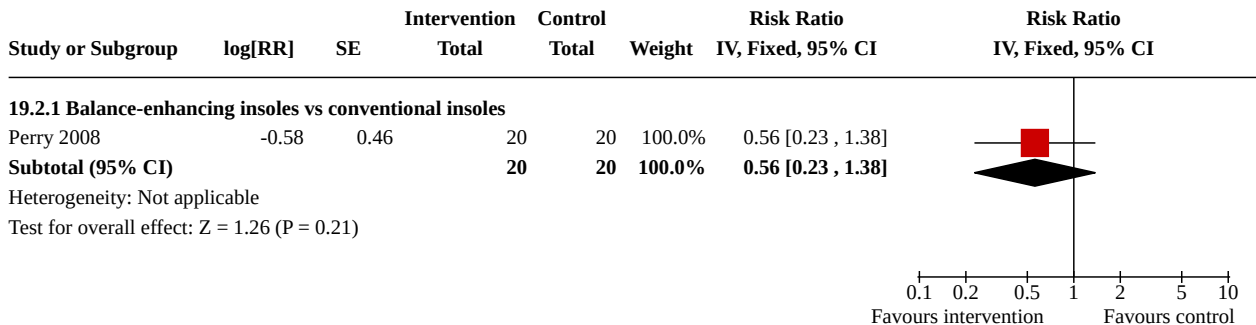 Intervention Control Risk Ratio Risk Ratio
Study or Subgroup log[RR] SE Total Total Weight IV, Fixed, 95% CI IV, Fixed, 95% CI
19.2.1 Balance-enhancing insoles vs conventional insoles
Perry 2008 -0.58 0.46 20 20 100.0% 0.56 [0.23 , 1.38]
Subtotal (95% CI) 20 20 100.0% 0.56 [0.23 , 1.38]
Heterogeneity: Not applicable
Test for overall effect: Z = 1.26 (P = 0.21)
0.1 0.2 0.5 1 2 5 10
Favours intervention Favours control